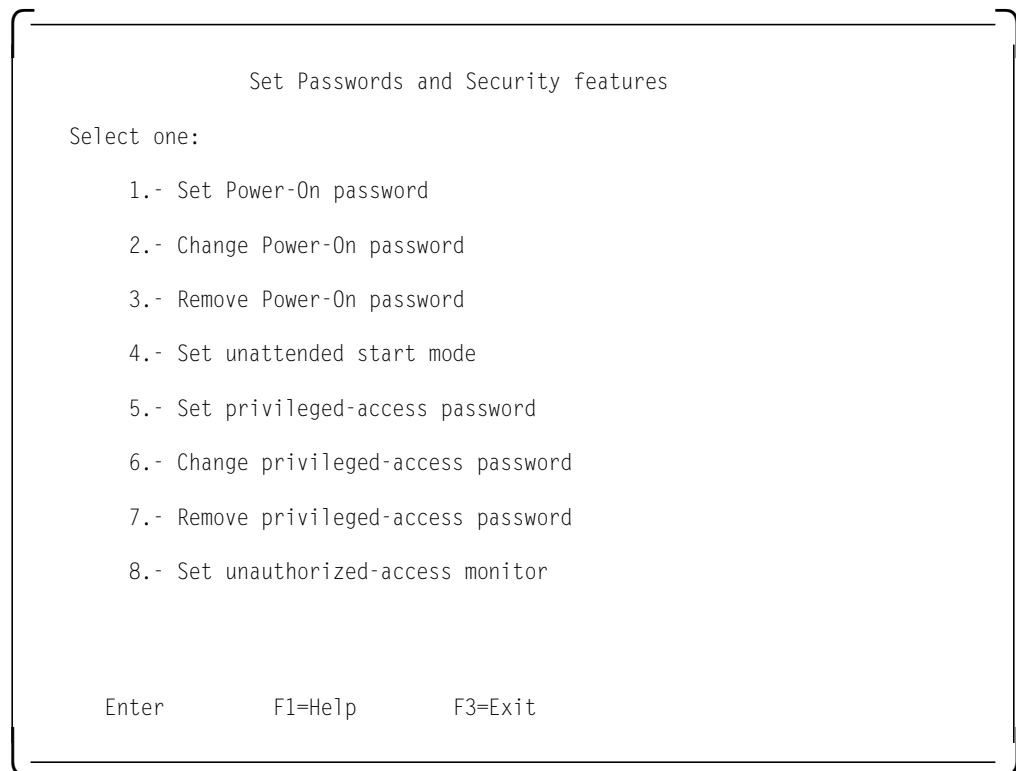 Set Passwords and Security features
Select one:
1.- Set Power-On password
2.- Change Power-On password
3.- Remove Power-On password
4.- Set unattended start mode
5.- Set privileged-access password
6.- Change privileged-access password
7.- Remove privileged-access password
8.- Set unauthorized-access monitor
Enter F1=Help F3=Exit